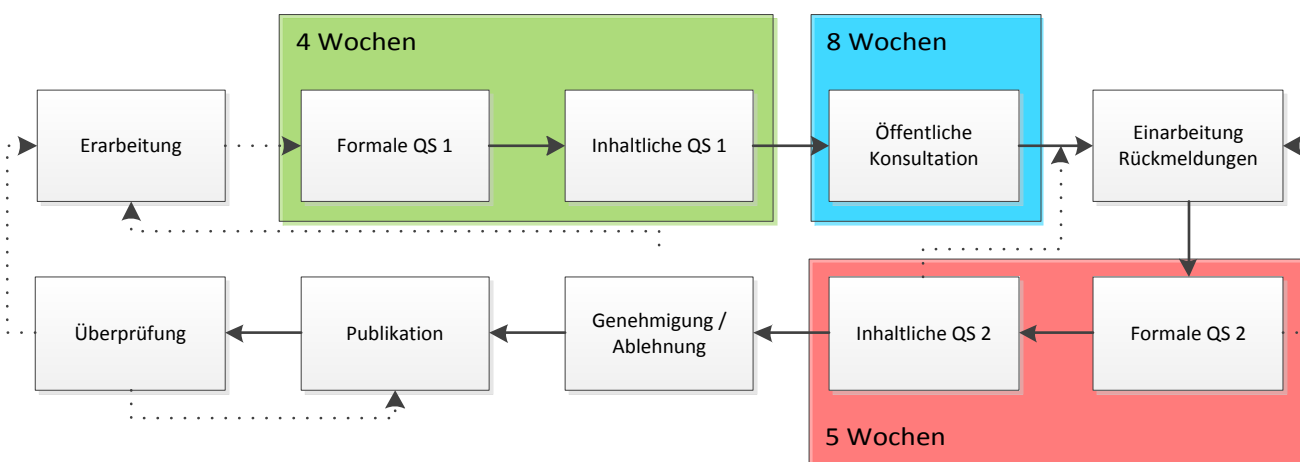 4 Wochen
8 Wochen
Erarbeitung
Formale QS 1
Inhaltliche QS 1
Öffentliche
Konsultation
Einarbeitung
Rückmeldungen
Überprüfung
Publikation
Genehmigung /
Ablehnung
Inhaltliche QS 2
Formale QS 2
5 Wochen